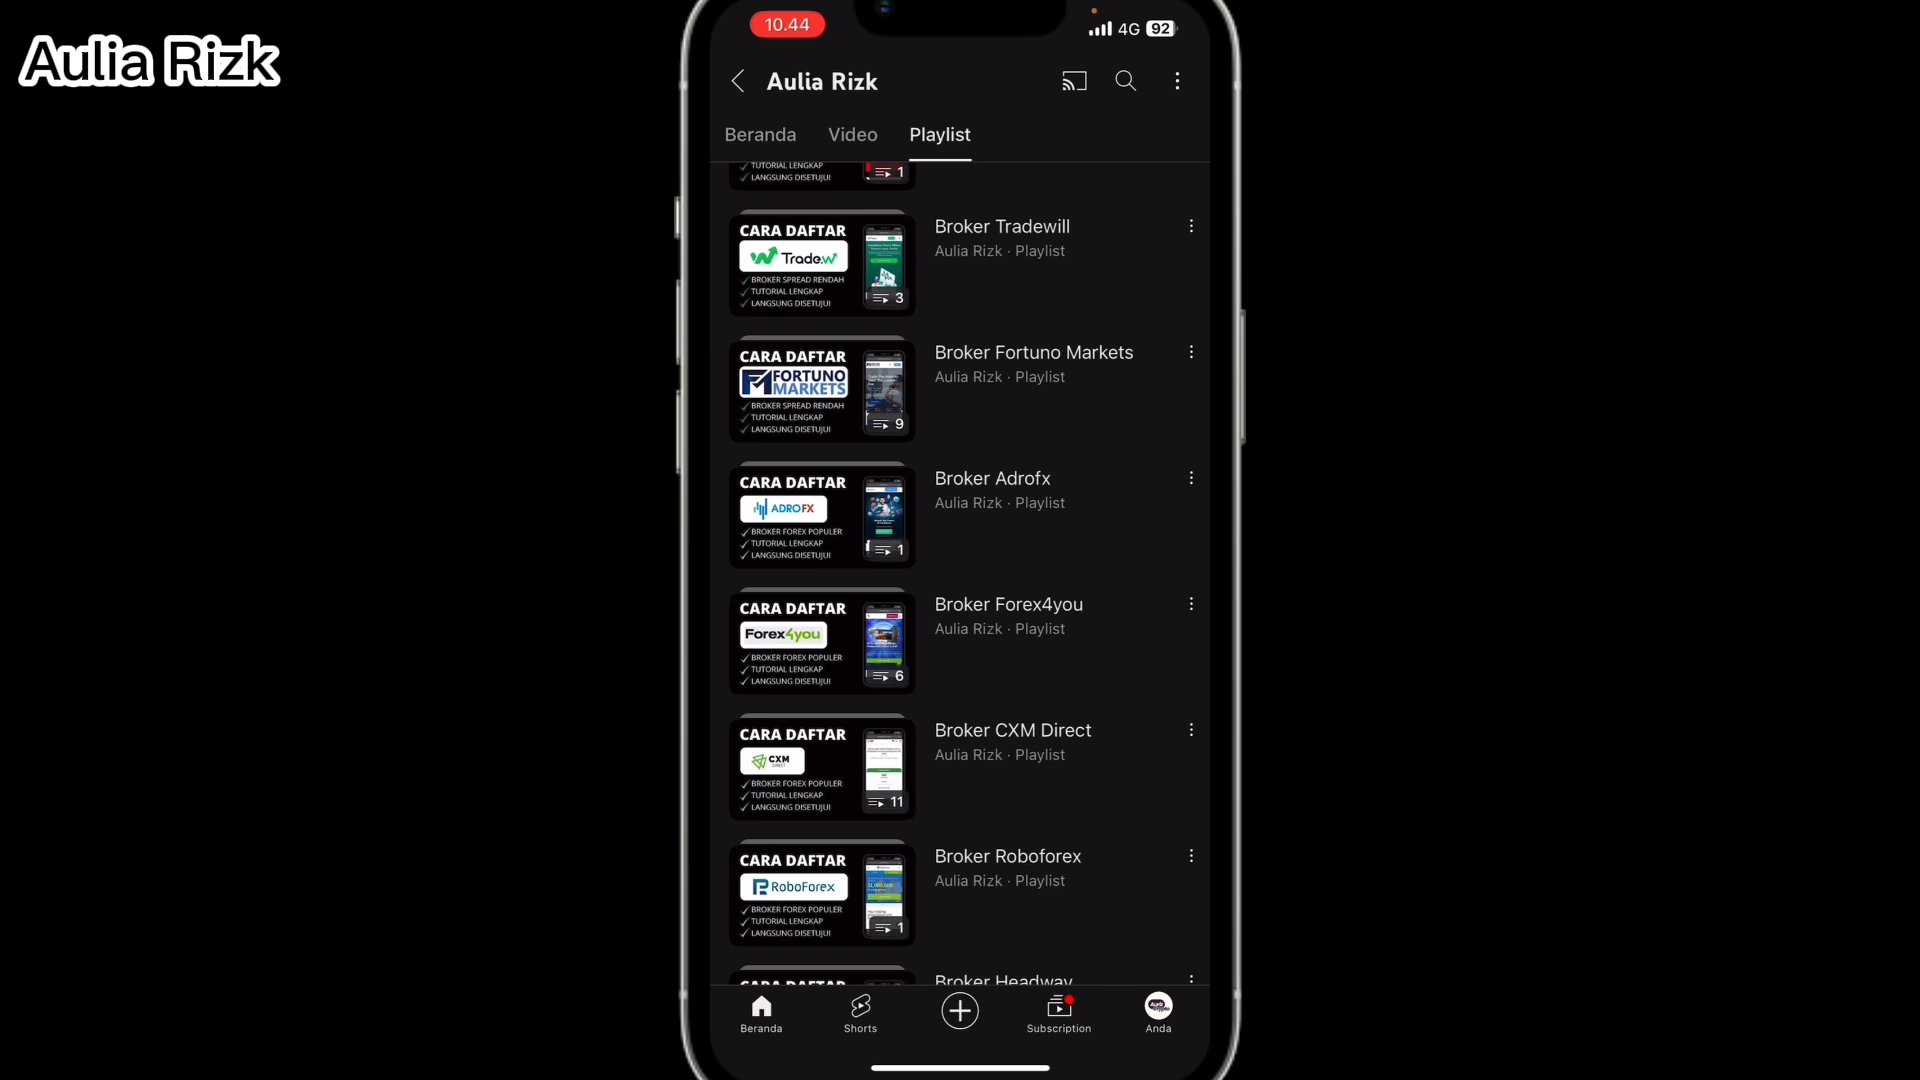 Aulia Rizk
10.44
4G 92
Aulia Rizk
Beranda Video Playlist
TUTORIAL LENGKAP
LANGSUNG DISETUJUI
1
CARA DAFTAR
Trade.W
BROKER SPREAD RENDAH
TUTORIAL LENGKAP
LANGSUNG DISETUJUI
3
Broker Tradewill
Aulia Rizk · Playlist
CARA DAFTAR
FORTUNO
MARKETS
BROKER SPREAD RENDAH
TUTORIAL LENGKAP
LANGSUNG DISETUJUI
9
Broker Fortuno Markets
Aulia Rizk · Playlist
CARA DAFTAR
ADROFX
BROKER FOREX POPULER
TUTORIAL LENGKAP
LANGSUNG DISETUJUI
1
Broker Adrofx
Aulia Rizk · Playlist
CARA DAFTAR
Forex4you
BROKER FOREX POPULER
TUTORIAL LENGKAP
LANGSUNG DISETUJUI
6
Broker Forex4you
Aulia Rizk · Playlist
CARA DAFTAR
CXM
DIRECT
BROKER FOREX POPULER
TUTORIAL LENGKAP
LANGSUNG DISETUJUI
11
Broker CXM Direct
Aulia Rizk · Playlist
CARA DAFTAR
RoboForex
BROKER FOREX POPULER
TUTORIAL LENGKAP
LANGSUNG DISETUJUI
1
Broker Roboforex
Aulia Rizk · Playlist
CARA DAFTAR
Broker Headway
Beranda Shorts Subscription Anda